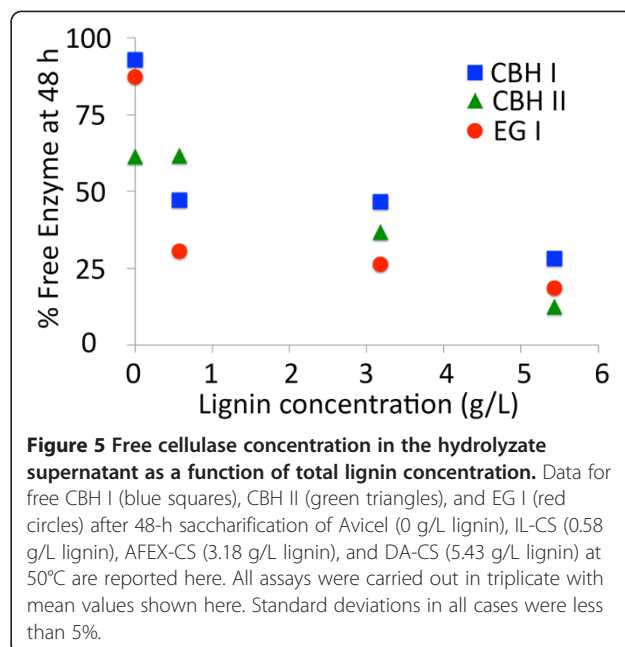 100
75
50
25
0
% Free Enzyme at 48 h
CBH I
CBH II
EG I
0 1 2 3 4 5 6
Lignin concentration (g/L)
Figure 5 Free cellulase concentration in the hydrolyzate
supernatant as a function of total lignin concentration. Data for
free CBH I (blue squares), CBH II (green triangles), and EG I (red
circles) after 48-h saccharification of Avicel (0 g/L lignin), IL-CS (0.58
g/L lignin), AFEX-CS (3.18 g/L lignin), and DA-CS (5.43 g/L lignin) at
50°C are reported here. All assays were carried out in triplicate with
mean values shown here. Standard deviations in all cases were less
than 5%.